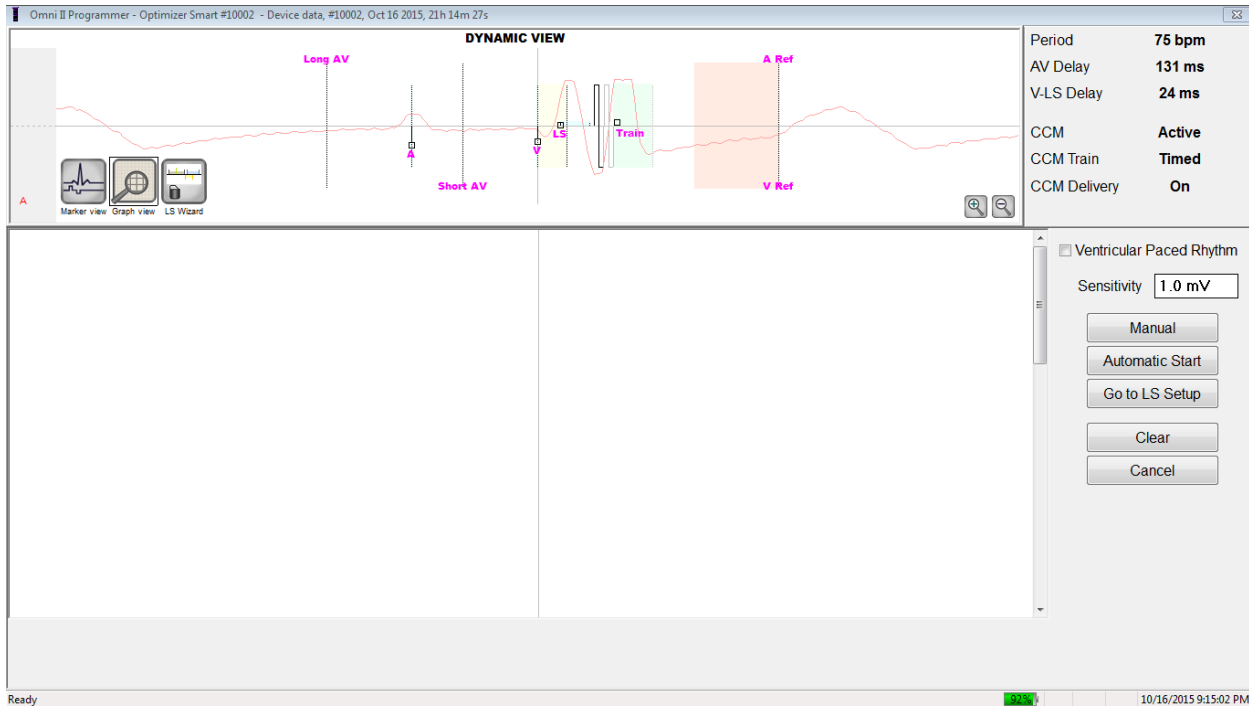 Omni II Programmer - Optimizer Smart #10002 - Device data, #10002, Oct 16 2015, 21h 14m 27s
DYNAMIC VIEW
Long AV
A Ref
A
LS
V
Train
Short AV
V Ref
A
Marker view
Graph view
LS Wizard
Period 75 bpm
AV Delay 131 ms
V-LS Delay 24 ms
CCM Active
CCM Train Timed
CCM Delivery On
Ventricular Paced Rhythm
Sensitivity 1.0 mV
Manual
Automatic Start
Go to LS Setup
Clear
Cancel
Ready
92%
10/16/2015 9:15:02 PM